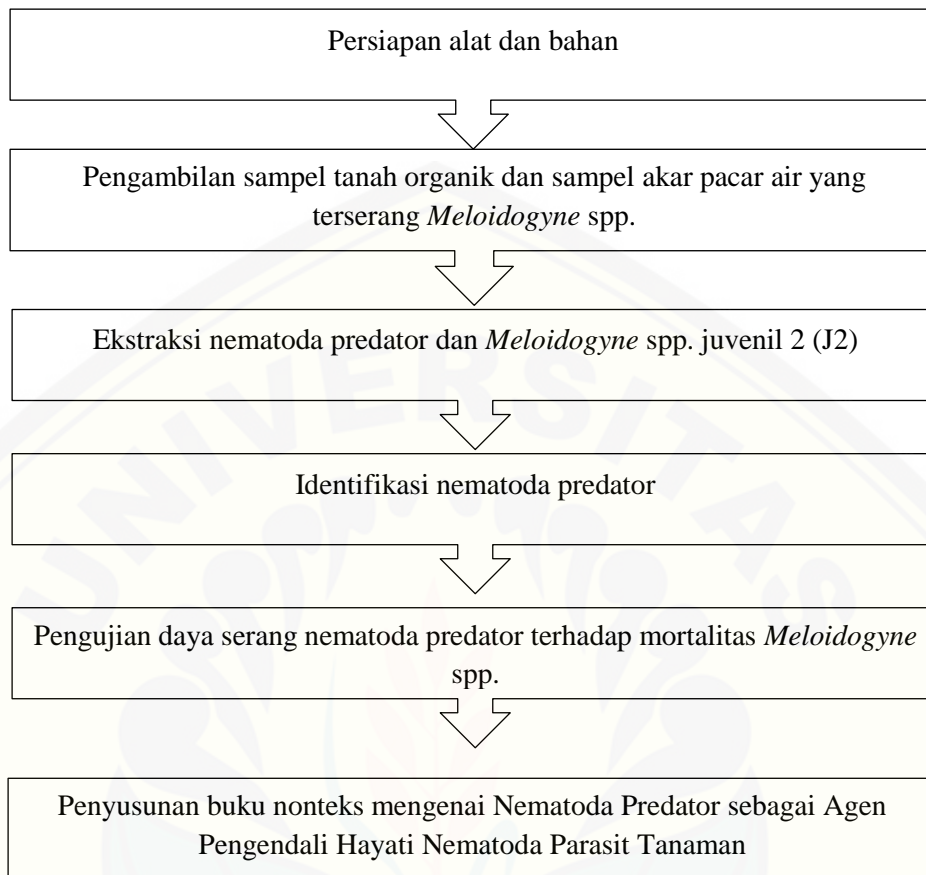 Persiapan alat dan bahan
Pengambilan sampel tanah organik dan sampel akar pacar air yang
terserang Meloidogyne spp.
Ekstraksi nematoda predator dan Meloidogyne spp. juvenil 2 (J2)
Identifikasi nematoda predator
Pengujian daya serang nematoda predator terhadap mortalitas Meloidogyne
spp.
Penyusunan buku nonteks mengenai Nematoda Predator sebagai Agen
Pengendali Hayati Nematoda Parasit Tanaman
UNIVERSITAS